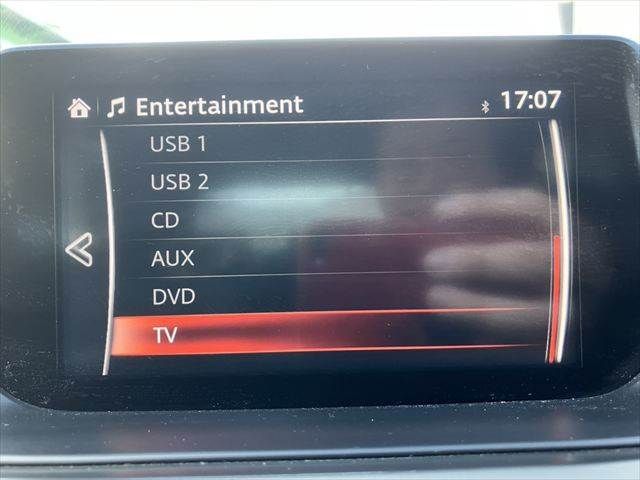 Entertainment 17:07
USB 1
USB 2
CD
AUX
DVD
TV